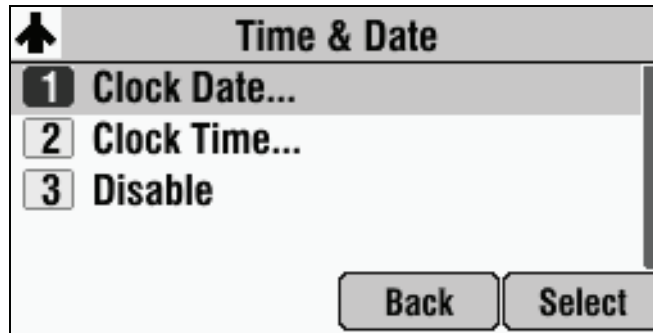 Time & Date
1 Clock Date...
2 Clock Time...
3 Disable
Back Select